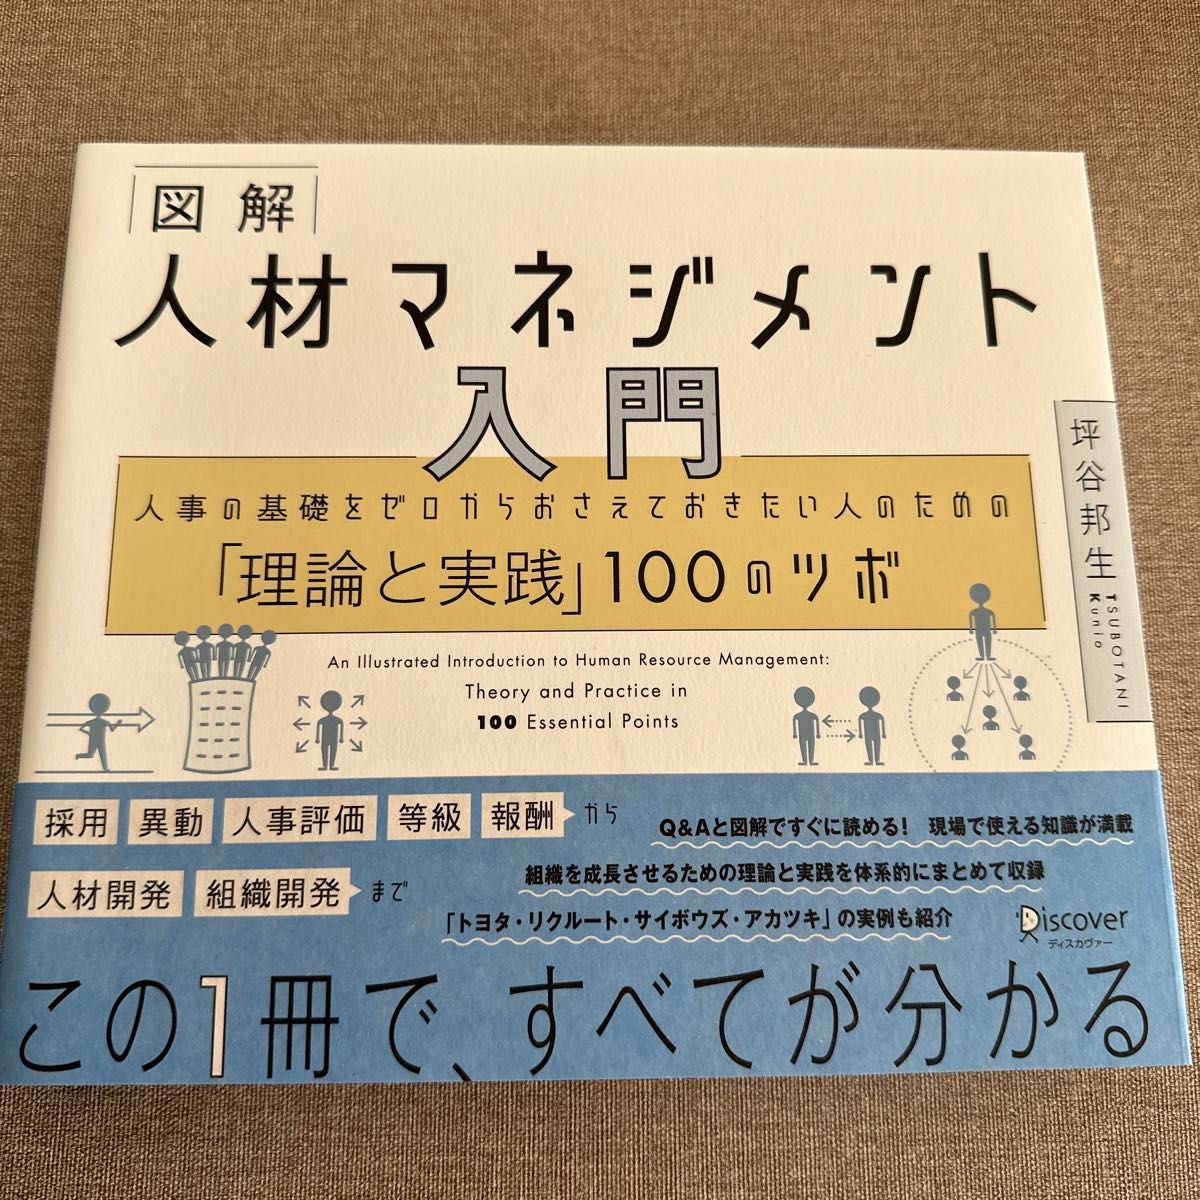 図解
人材マネジメント
入門
人事の基礎をゼロからおさえておきたい人のための
「理論と実践」100のツボ
坪谷邦生 TSUBOTANI Kunio
An Illustrated Introduction to Human Resource Management:
Theory and Practice in
100 Essential Points
採用 異動 人事評価 等級 報酬 から
人材開発 組織開発 まで
Q&Aと図解ですぐに読める！ 現場で使える知識が満載
組織を成長させるための理論と実践を体系的にまとめて収録
「トヨタ・リクルート・サイボウズ・アカツキ」の実例も紹介
Discover
ディスカヴァー
この1冊で、すべてが分かる